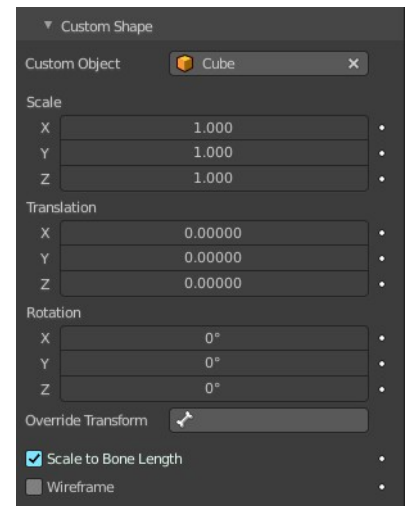 Custom Shape
Custom Object Cube
Scale
X 1.000
Y 1.000
Z 1.000
Translation
X 0.00000
Y 0.00000
Z 0.00000
Rotation
X 0°
Y 0°
Z 0°
Override Transform
Scale to Bone Length
Wireframe